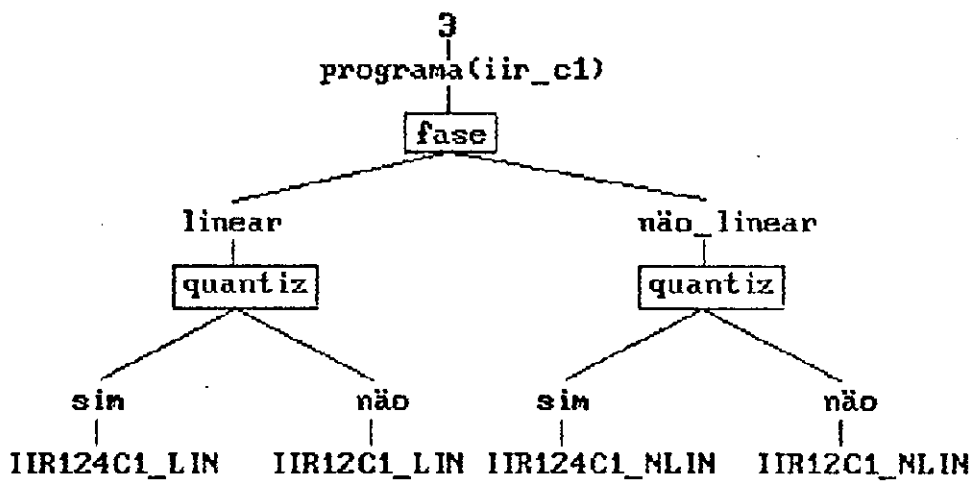 3
programa(iir_c1)
fase
linear não_linear
quantiz quantiz
sim não sim não
IIR124C1_LIN IIR12C1_LIN IIR124C1_NLIN IIR12C1_NLIN